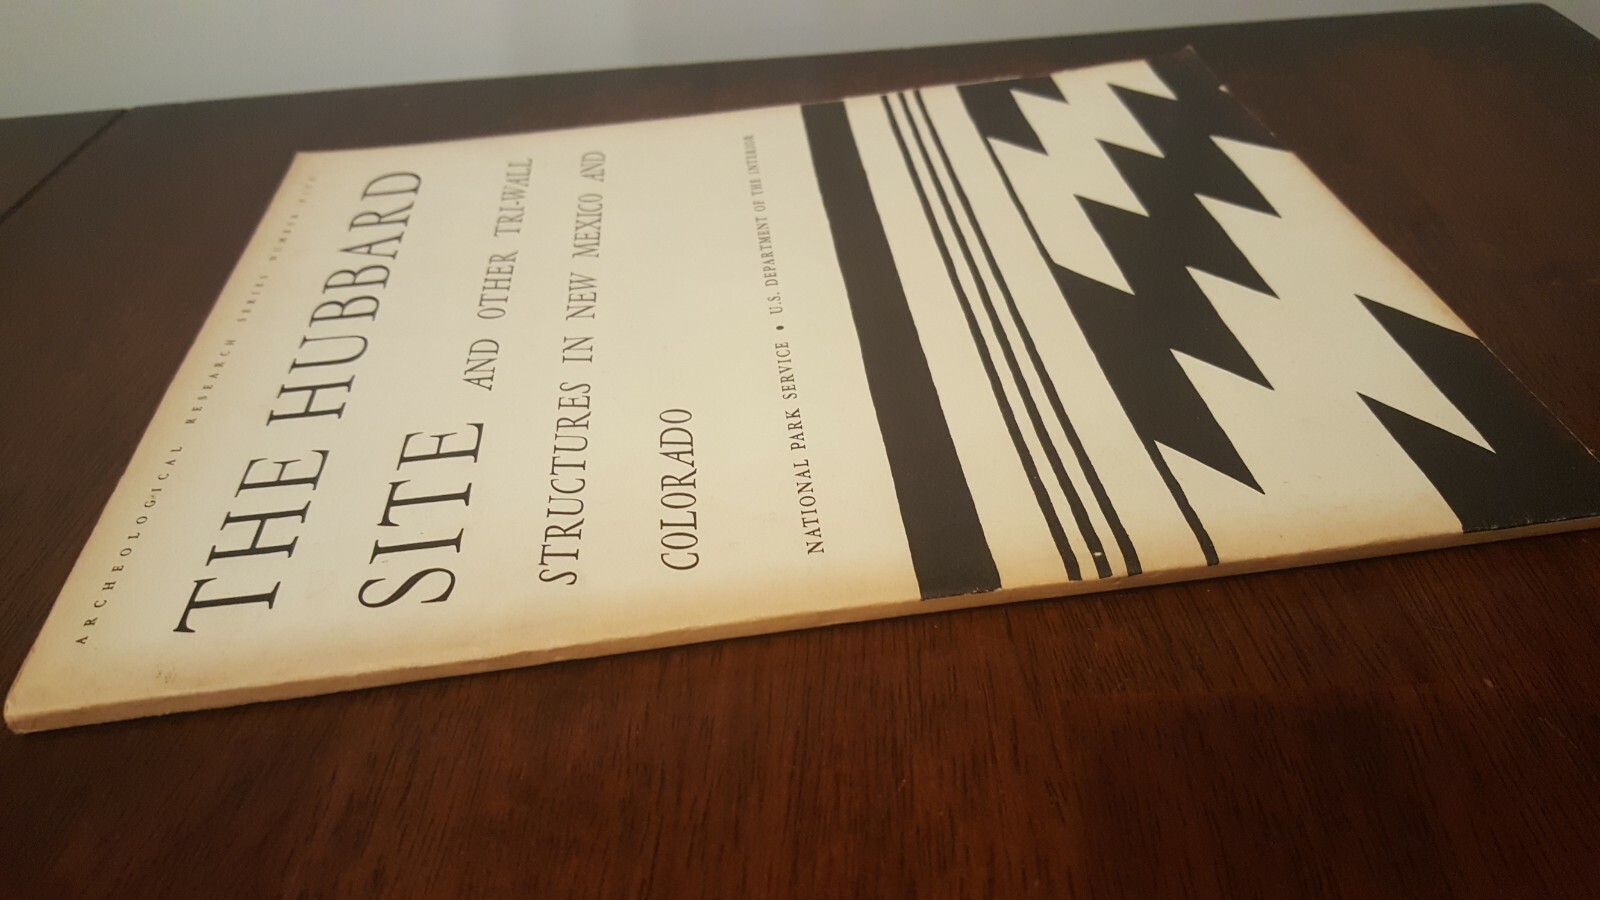 ARCHEOLOGICAL RESEARCH SERIES NUMBER FIVE
THE HUBBARD
SITE AND OTHER TRI-WALL
STRUCTURES IN NEW MEXICO AND
COLORADO
NATIONAL PARK SERVICE • U.S. DEPARTMENT OF THE INTERIOR